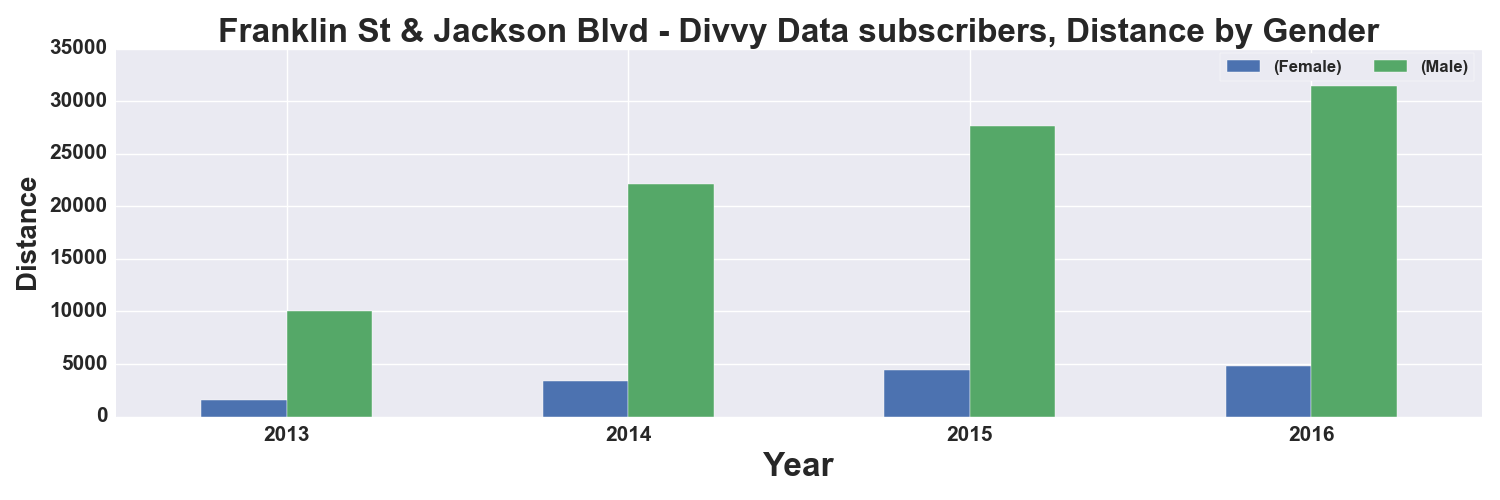 Franklin St & Jackson Blvd - Divvy Data subscribers, Distance by Gender
(Female) (Male)
35000
30000
25000
20000
15000
10000
5000
0
Distance
2013 2014 2015 2016
Year